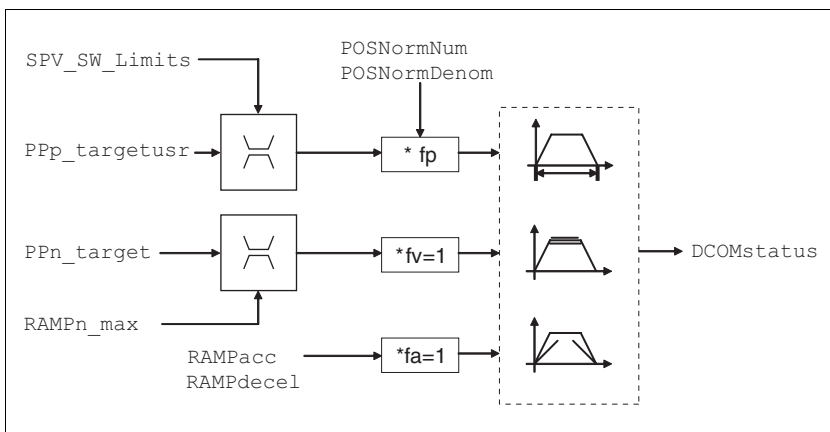 SPV_SW_Limits
POSNormNum
POSNormDenom
PPp_targetusr
* fp
PPn_target
*fv=1
DCOMstatus
RAMPn_max
RAMPacc
RAMPdecel
*fa=1